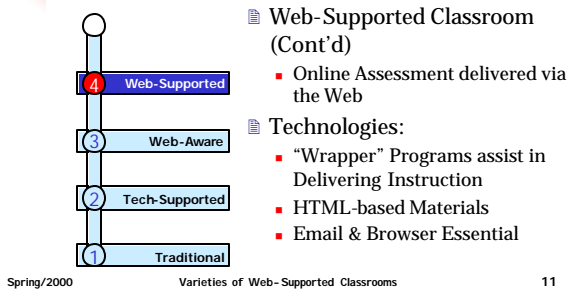 4 Web-Supported
3 Web-Aware
2 Tech-Supported
1 Traditional
Web-Supported Classroom
(Cont'd)
Online Assessment delivered via
the Web
Technologies:
“Wrapper” Programs assist in
Delivering Instruction
HTML-based Materials
Email & Browser Essential
Spring/2000 Varieties of Web-Supported Classrooms 11